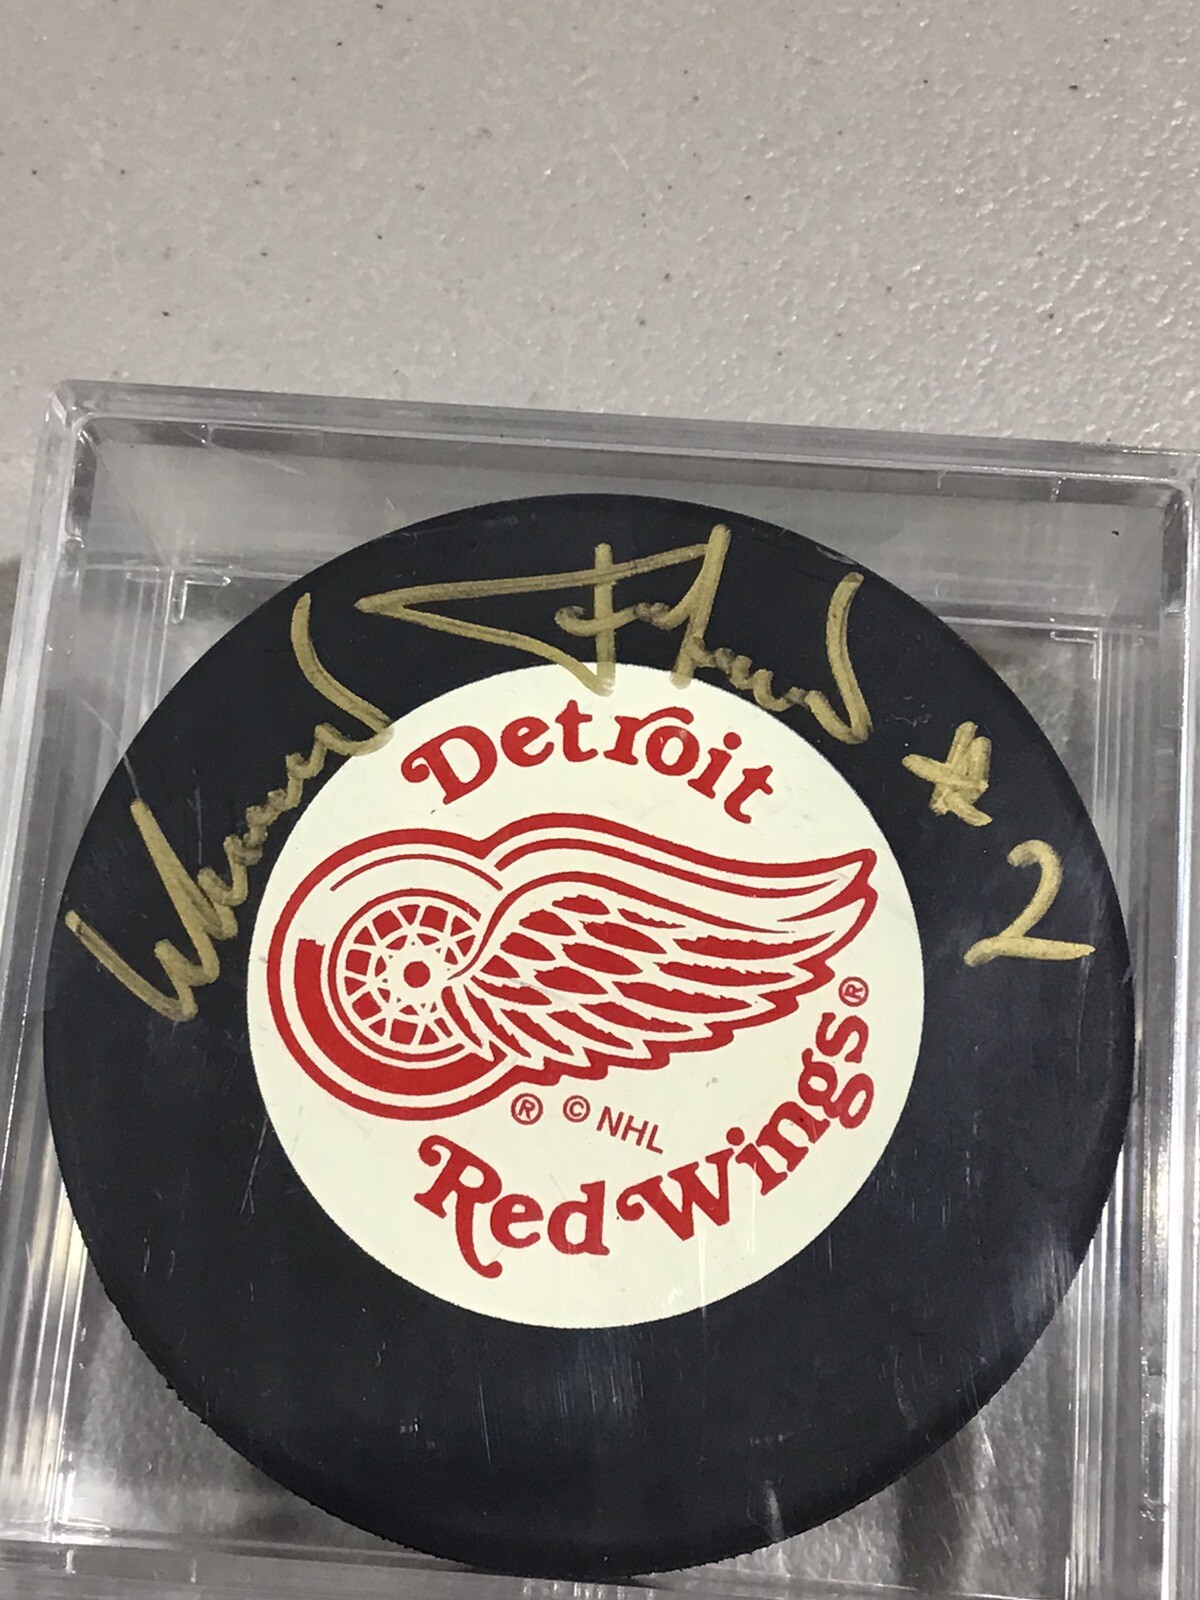 #2
Detroit
® © NHL
Red Wings®